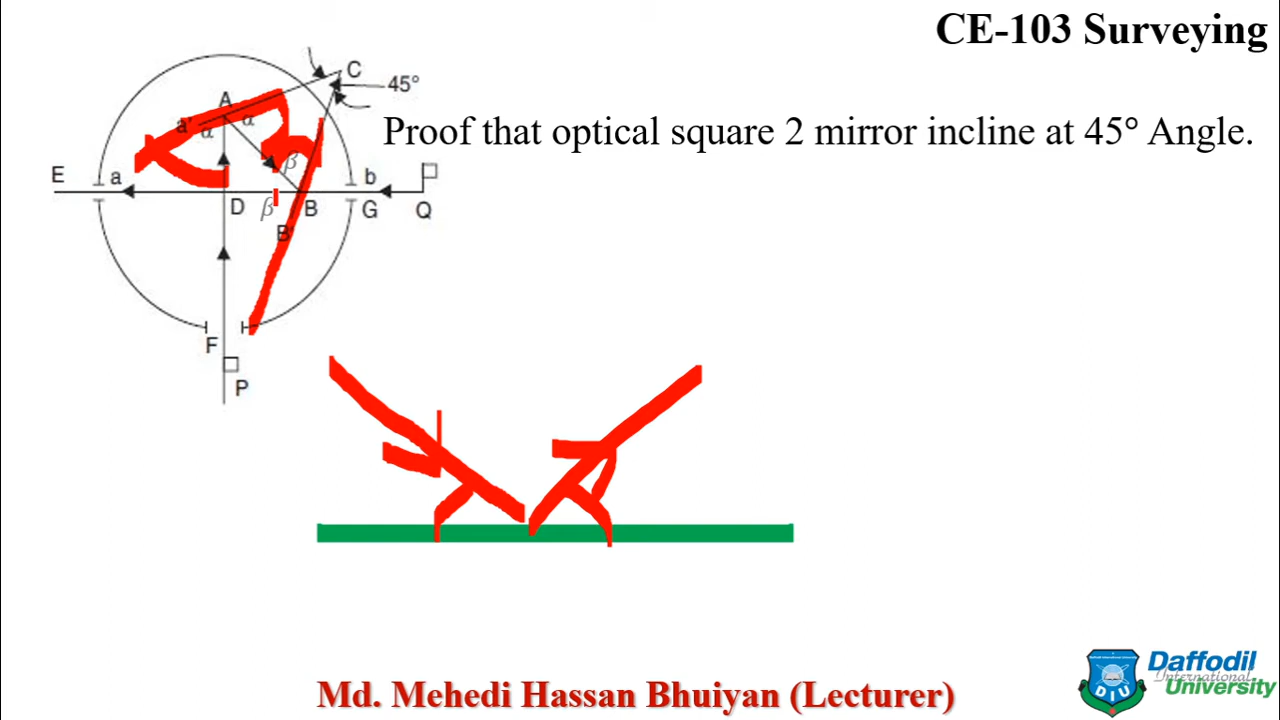 CE-103 Surveying
C
45°
A
a'
α
α
Proof that optical square 2 mirror incline at 45° Angle.
β
E
a
b
D
β
B
G
Q
B'
F
P
Md. Mehedi Hassan Bhuiyan (Lecturer)
DIU
Daffodil
International
University